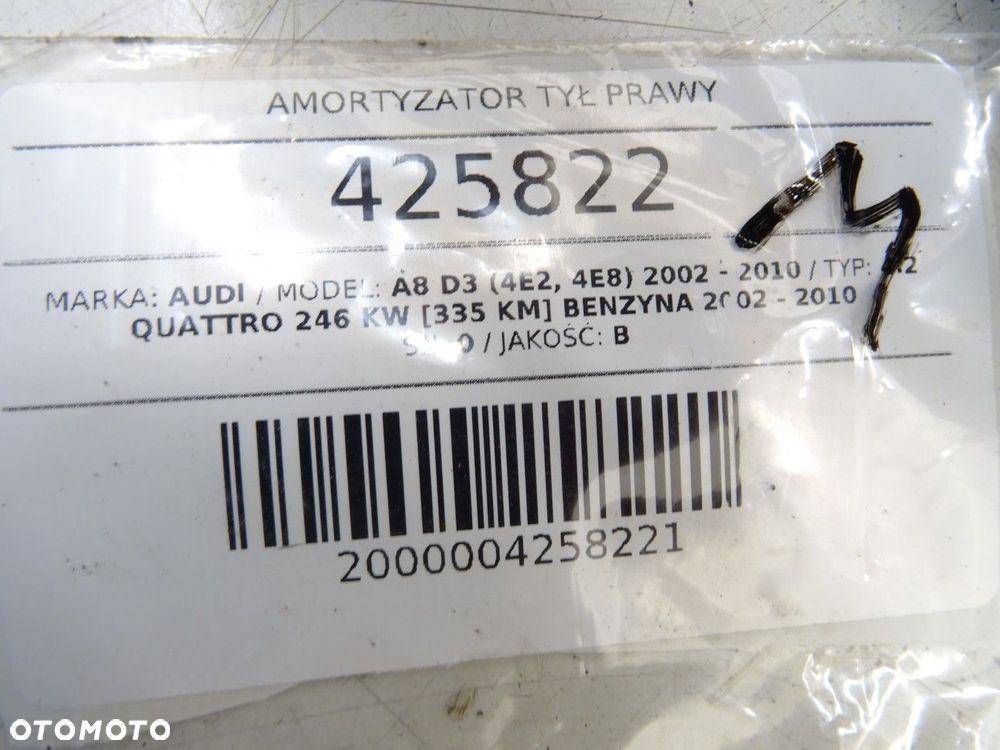 AMORTYZATOR TYŁ PRAWY
425822
MARKA: AUDI / MODEL: A8 D3 (4E2, 4E8) 2002 - 2010 / TYP:
QUATTRO 246 KW [335 KM] BENZYNA 2002 - 2010
/ JAKOŚĆ: B
2000004258221
OTOMOTO